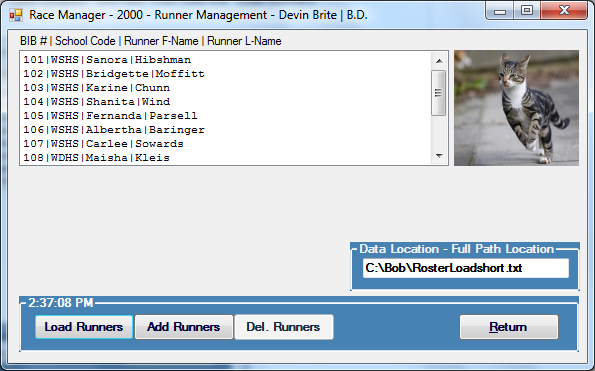 Race Manager - 2000 - Runner Management - Devin Brite | B.D.
BIB # | School Code | Runner F-Name | Runner L-Name
101|WSHS|Sanora|Hibshman
102|WSHS|Bridgette|Moffitt
103|WSHS|Karine|Chunn
104|WSHS|Shanita|Wind
105|WSHS|Fernanda|Parsell
106|WSHS|Albertha|Baringer
107|WSHS|Carlee|Sowards
108|WDHS|Maisha|Kleis
Data Location - Full Path Location
C:\Bob\RosterLoadshort.txt
2:37:08 PM
Load Runners Add Runners Del. Runners Return